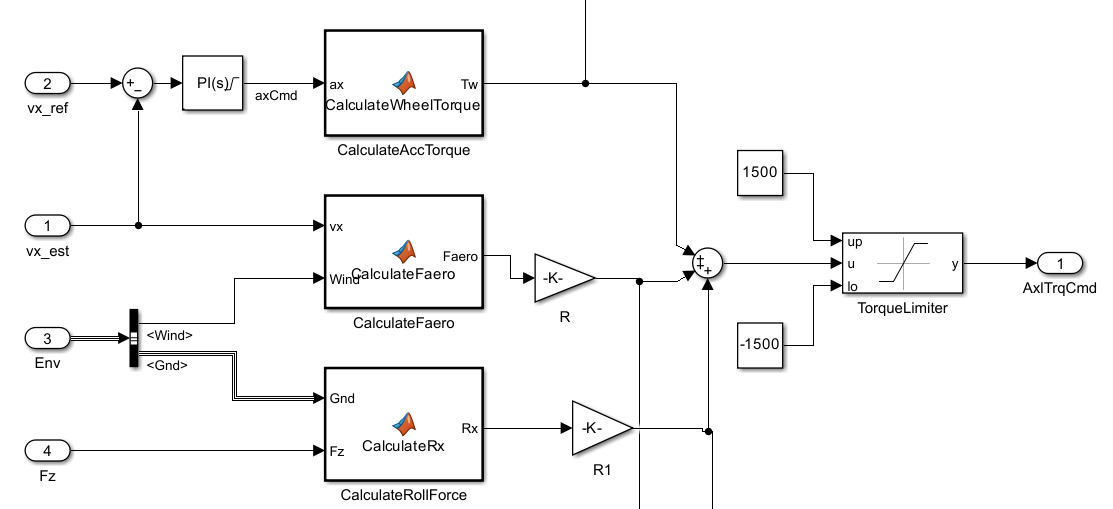 2
vx_ref
+
−
PI(s)
axCmd
ax
Tw
CalculateWheelTorque
CalculateAccTorque
1
vx_est
vx
Wind
Faero
CalculateFaero
CalculateFaero
-K-
R
3
Env
<Wind>
<Gnd>
Gnd
Fz
Rx
CalculateRx
CalculateRollForce
4
Fz
-K-
R1
+
+
+
1500
-1500
up
u
lo
y
TorqueLimiter
1
AxlTrqCmd